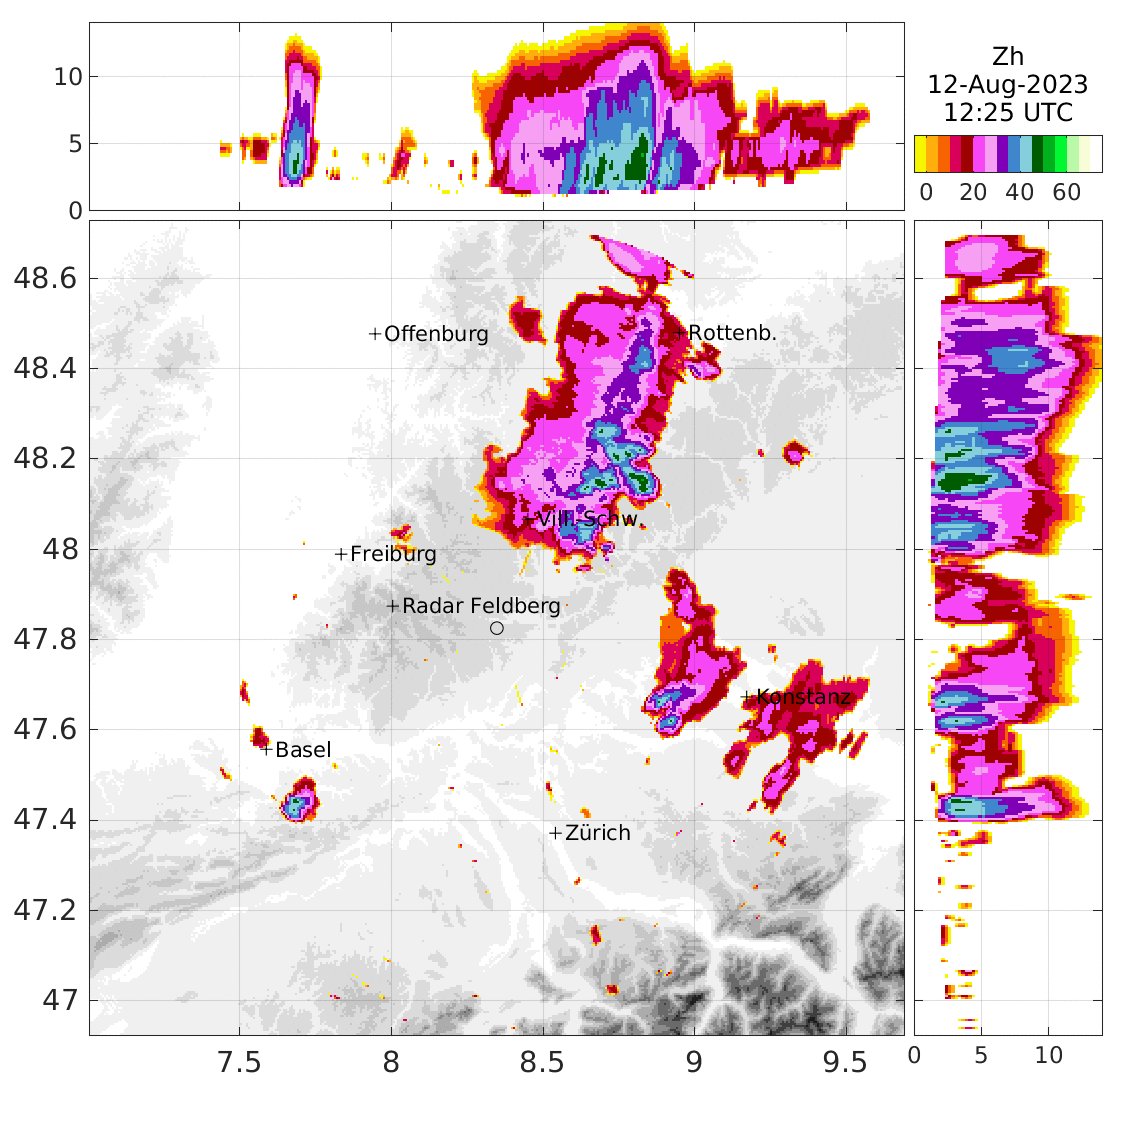 10
5
0
Zh
12-Aug-2023
12:25 UTC
0 20 40 60
48.6
48.4
48.2
48
47.8
47.6
47.4
47.2
47
+Offenburg
+Rottenb.
+Vill.-Schw.
+Freiburg
+Radar Feldberg
+Konstanz
+Basel
+Zürich
7.5 8 8.5 9 9.5
0 5 10